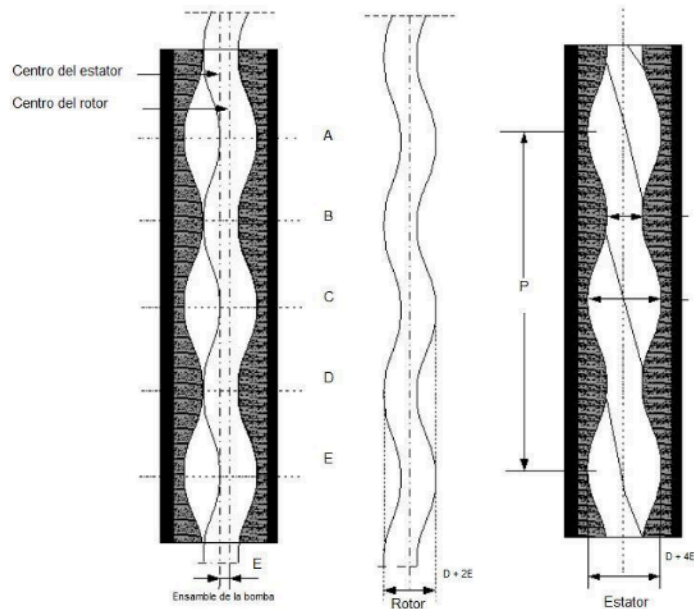 Centro del estator
Centro del rotor
A
B
C
D
E
E
Ensamble de la bomba
D + 2E
Rotor
P
D + 4E
Estator